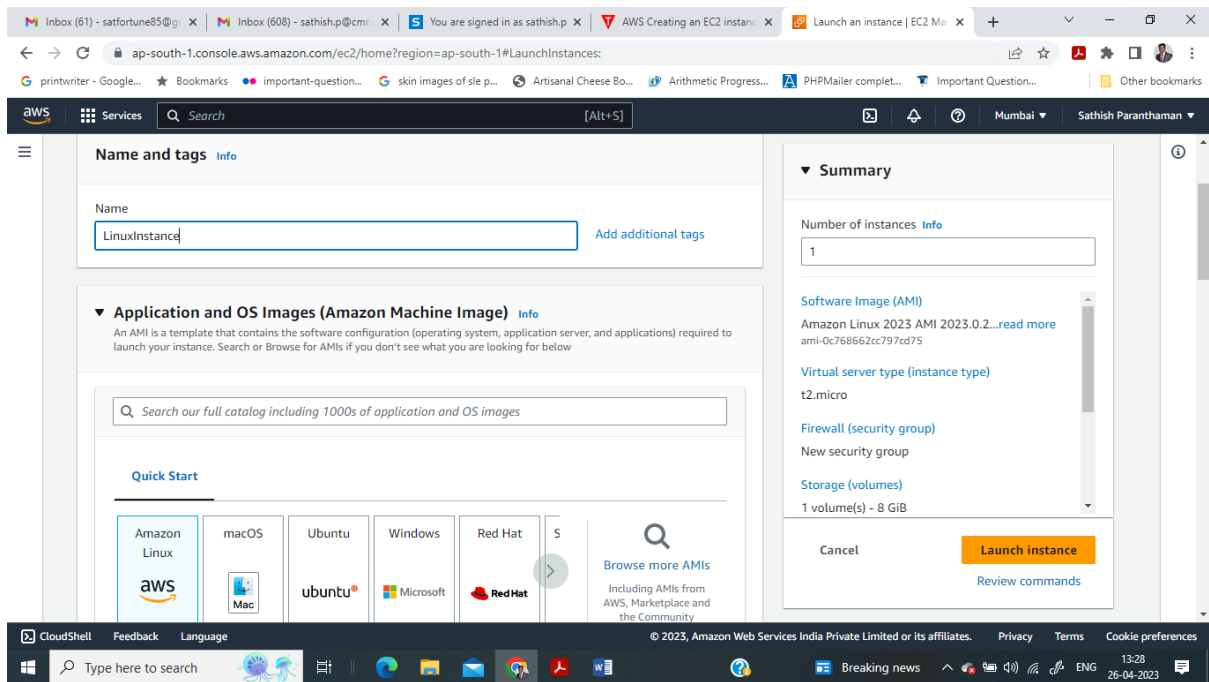 Inbox (61) - satfortune85@g
Inbox (608) - sathish.p@cmr.
You are signed in as sathish.p
AWS Creating an EC2 instanc
Launch an instance | EC2 Ma
ap-south-1.console.aws.amazon.com/ec2/home?region=ap-south-1#LaunchInstances:
printwriter - Google...
Bookmarks
important-question...
skin images of sle p...
Artisanal Cheese Bo...
Arithmetic Progress...
PHPMailer complet...
Important Question...
Other bookmarks
aws
Services
Search
[Alt+S]
Mumbai
Sathish Paranthaman
Name and tags Info
Name
LinuxInstance
Add additional tags
Application and OS Images (Amazon Machine Image) Info
An AMI is a template that contains the software configuration (operating system, application server, and applications) required to
launch your instance. Search or Browse for AMIs if you don't see what you are looking for below
Search our full catalog including 1000s of application and OS images
Quick Start
Amazon
Linux
aws
macOS
Mac
Ubuntu
ubuntu
Windows
Microsoft
Red Hat
Red Hat
S
Browse more AMIs
Including AMIs from
AWS, Marketplace and
the Community
Summary
Number of instances Info
1
Software Image (AMI)
Amazon Linux 2023 AMI 2023.0.2...read more
ami-0c768662cc797cd75
Virtual server type (instance type)
t2.micro
Firewall (security group)
New security group
Storage (volumes)
1 volume(s) - 8 GiB
Cancel
Launch instance
Review commands
CloudShell
Feedback
Language
© 2023, Amazon Web Services India Private Limited or its affiliates.
Privacy
Terms
Cookie preferences
Type here to search
Breaking news
ENG
13:28
26-04-2023